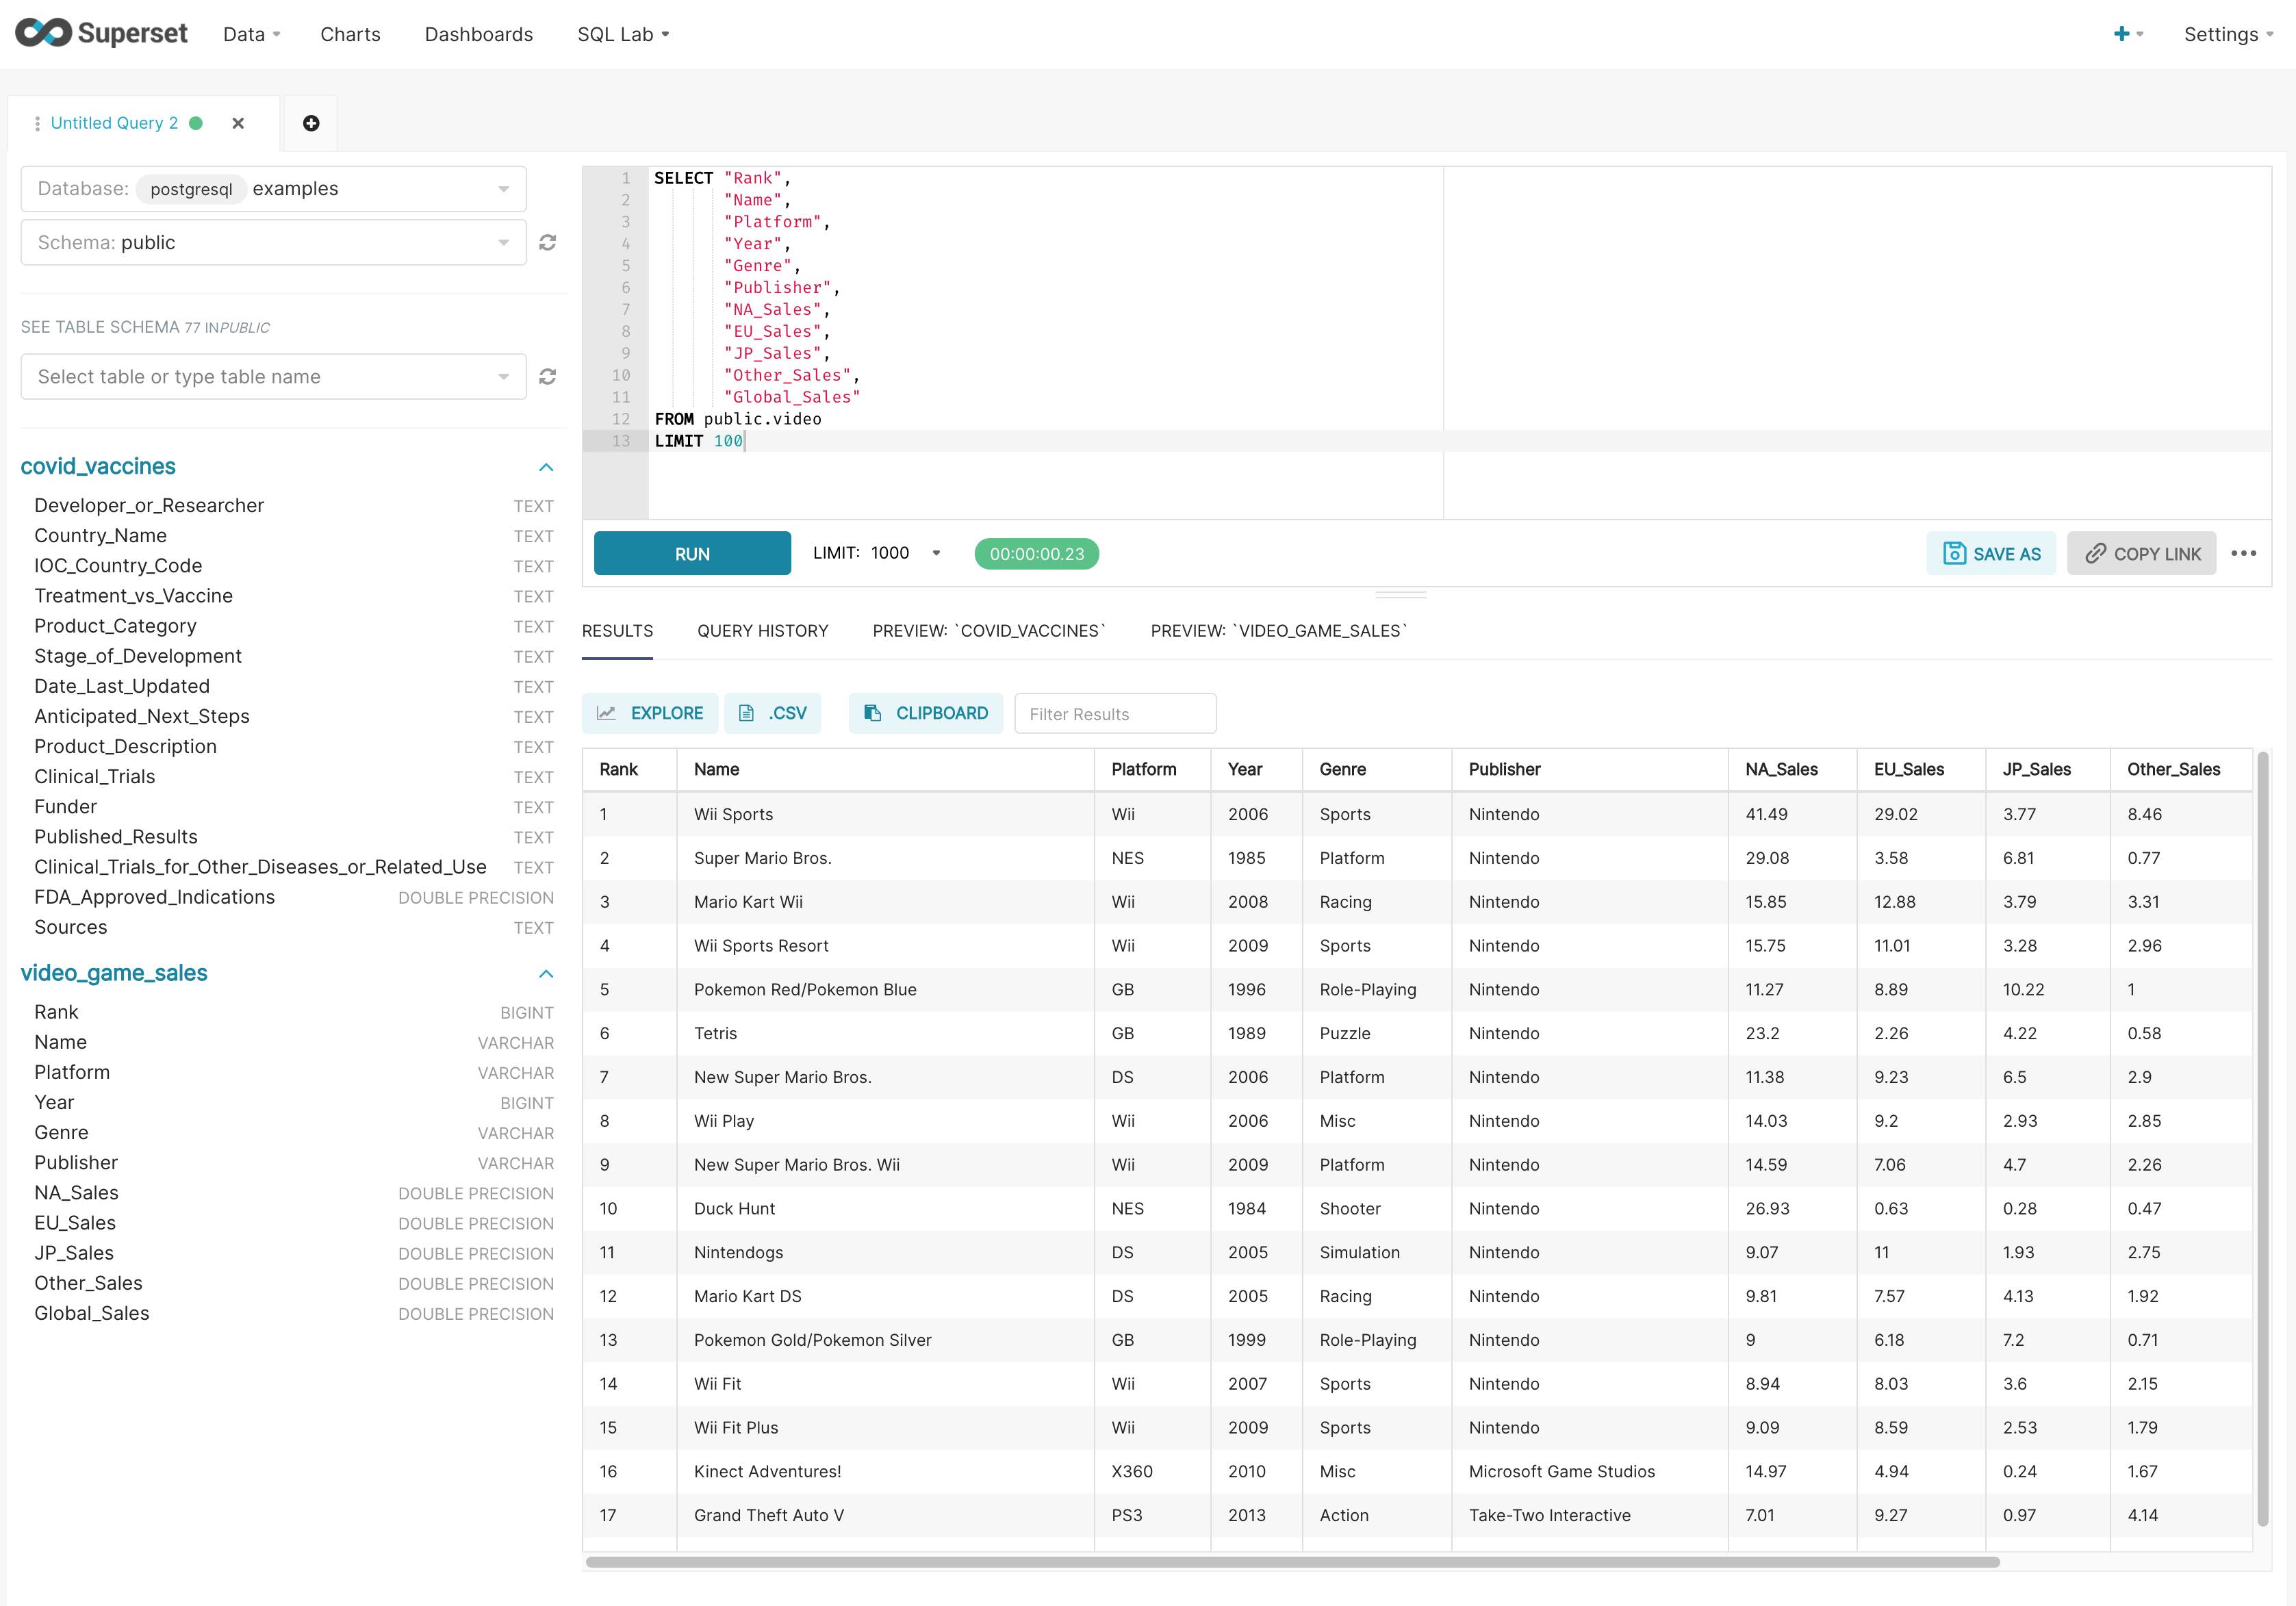 Superset Data Charts Dashboards SQL Lab Settings
Untitled Query 2
Database: postgresql examples
Schema: public
SEE TABLE SCHEMA 77 IN PUBLIC
Select table or type table name
covid_vaccines
Developer_or_Researcher TEXT
Country_Name TEXT
IOC_Country_Code TEXT
Treatment_vs_Vaccine TEXT
Product_Category TEXT
Stage_of_Development TEXT
Date_Last_Updated TEXT
Anticipated_Next_Steps TEXT
Product_Description TEXT
Clinical_Trials TEXT
Funder TEXT
Published_Results TEXT
Clinical_Trials_for_Other_Diseases_or_Related_Use TEXT
FDA_Approved_Indications DOUBLE PRECISION
Sources TEXT
video_game_sales
Rank BIGINT
Name VARCHAR
Platform VARCHAR
Year BIGINT
Genre VARCHAR
Publisher VARCHAR
NA_Sales DOUBLE PRECISION
EU_Sales DOUBLE PRECISION
JP_Sales DOUBLE PRECISION
Other_Sales DOUBLE PRECISION
Global_Sales DOUBLE PRECISION
1 SELECT "Rank",
2 "Name",
3 "Platform",
4 "Year",
5 "Genre",
6 "Publisher",
7 "NA_Sales",
8 "EU_Sales",
9 "JP_Sales",
10 "Other_Sales",
11 "Global_Sales"
12 FROM public.video
13 LIMIT 100
RUN LIMIT: 1000 00:00:00.23 SAVE AS COPY LINK
RESULTS QUERY HISTORY PREVIEW: `COVID_VACCINES` PREVIEW: `VIDEO_GAME_SALES`
EXPLORE .CSV CLIPBOARD Filter Results
Rank Name Platform Year Genre Publisher NA_Sales EU_Sales JP_Sales Other_Sales
1 Wii Sports Wii 2006 Sports Nintendo 41.49 29.02 3.77 8.46
2 Super Mario Bros. NES 1985 Platform Nintendo 29.08 3.58 6.81 0.77
3 Mario Kart Wii Wii 2008 Racing Nintendo 15.85 12.88 3.79 3.31
4 Wii Sports Resort Wii 2009 Sports Nintendo 15.75 11.01 3.28 2.96
5 Pokemon Red/Pokemon Blue GB 1996 Role-Playing Nintendo 11.27 8.89 10.22 1
6 Tetris GB 1989 Puzzle Nintendo 23.2 2.26 4.22 0.58
7 New Super Mario Bros. DS 2006 Platform Nintendo 11.38 9.23 6.5 2.9
8 Wii Play Wii 2006 Misc Nintendo 14.03 9.2 2.93 2.85
9 New Super Mario Bros. Wii Wii 2009 Platform Nintendo 14.59 7.06 4.7 2.26
10 Duck Hunt NES 1984 Shooter Nintendo 26.93 0.63 0.28 0.47
11 Nintendogs DS 2005 Simulation Nintendo 9.07 11 1.93 2.75
12 Mario Kart DS DS 2005 Racing Nintendo 9.81 7.57 4.13 1.92
13 Pokemon Gold/Pokemon Silver GB 1999 Role-Playing Nintendo 9 6.18 7.2 0.71
14 Wii Fit Wii 2007 Sports Nintendo 8.94 8.03 3.6 2.15
15 Wii Fit Plus Wii 2009 Sports Nintendo 9.09 8.59 2.53 1.79
16 Kinect Adventures! X360 2010 Misc Microsoft Game Studios 14.97 4.94 0.24 1.67
17 Grand Theft Auto V PS3 2013 Action Take-Two Interactive 7.01 9.27 0.97 4.14